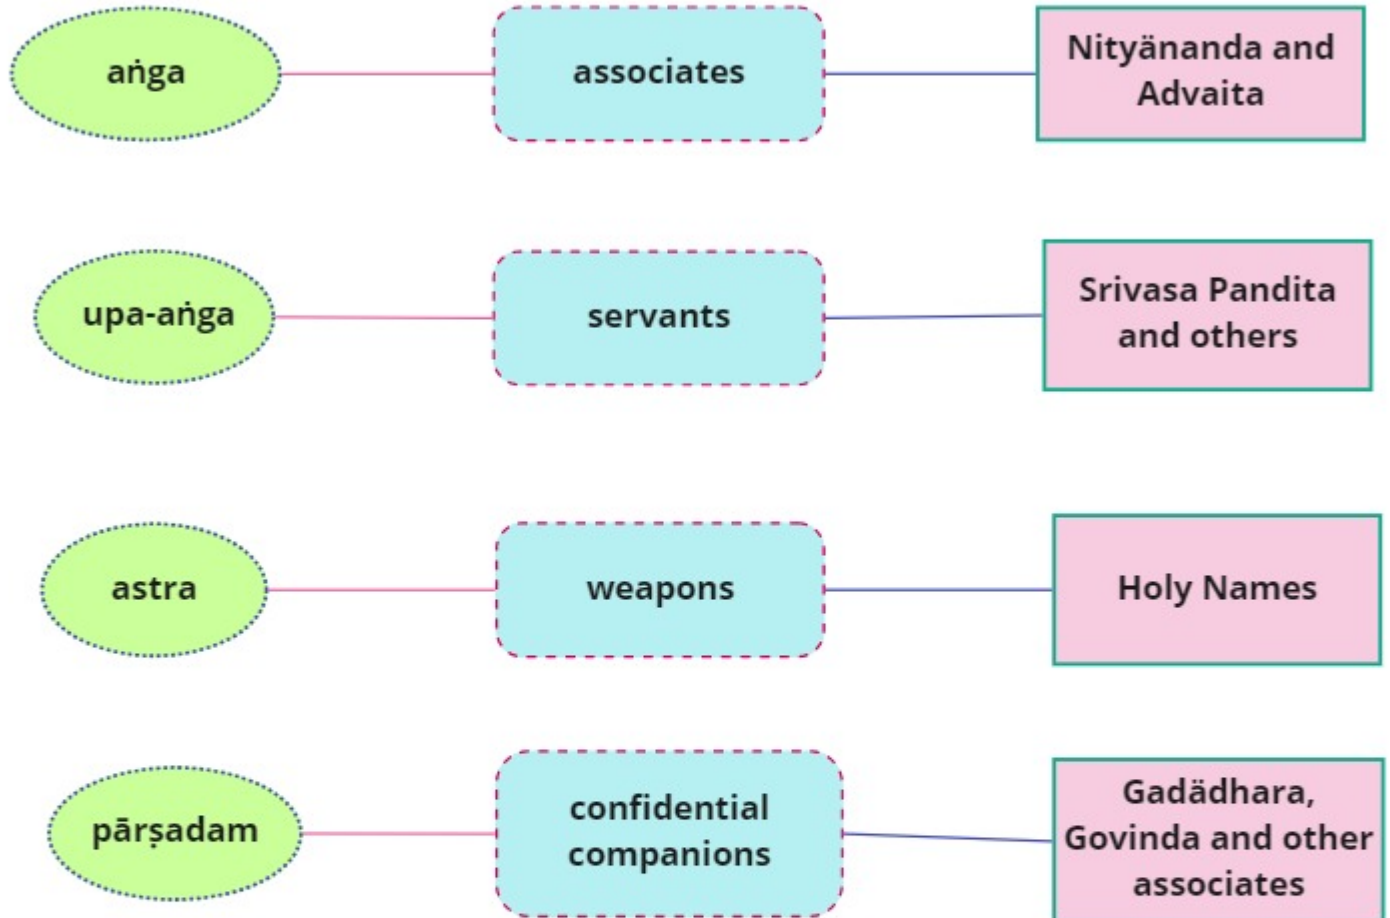 aṅga
associates
Nityänanda and
Advaita
upa-aṅga
servants
Srivasa Pandita
and others
astra
weapons
Holy Names
pārṣadam
confidential
companions
Gadädhara,
Govinda and other
associates